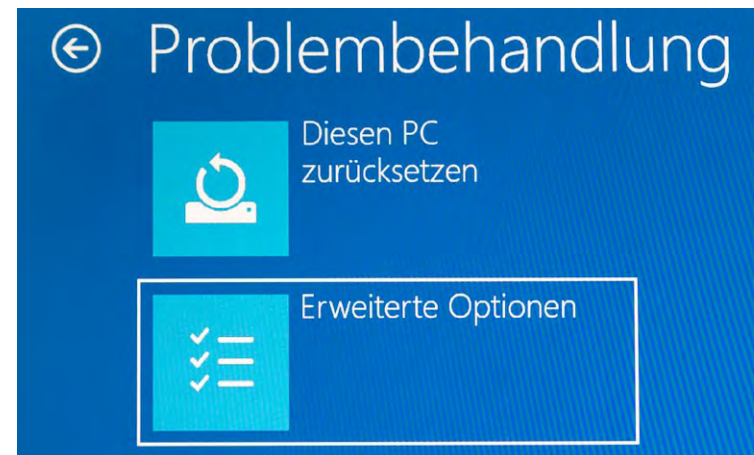 Problembehandlung
Diesen PC
zurücksetzen
Erweiterte Optionen